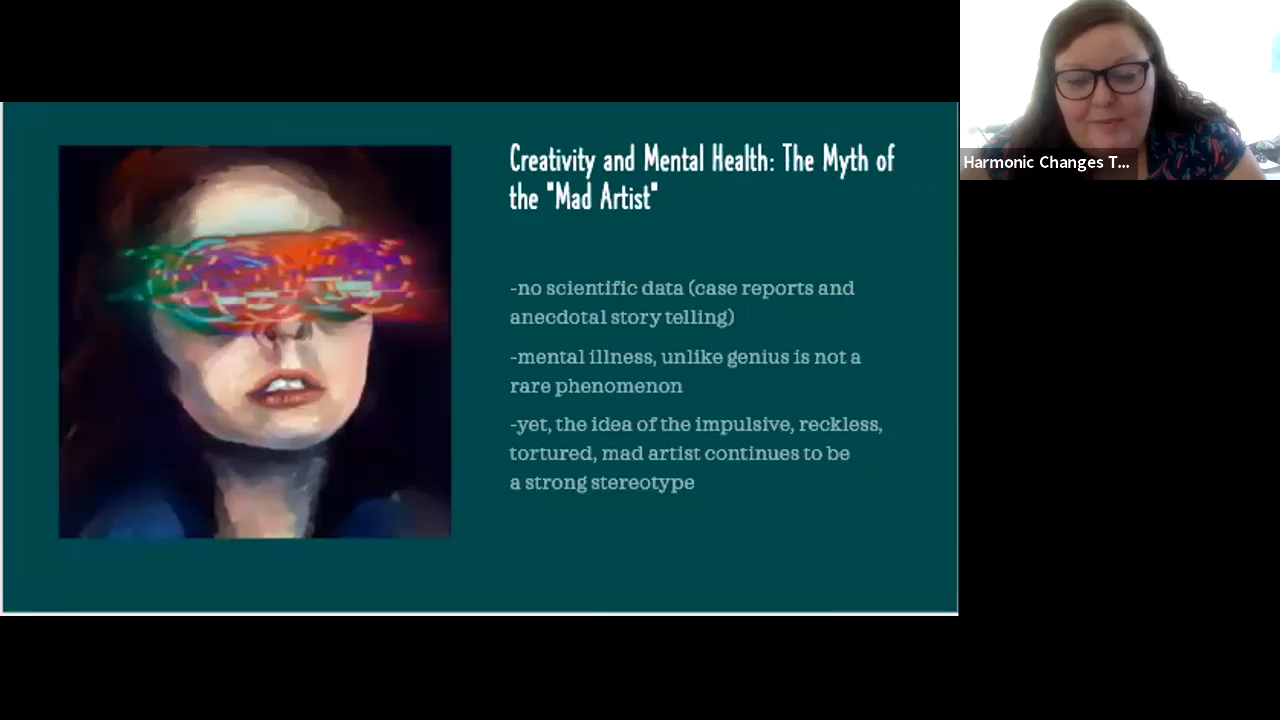 Creativity and Mental Health: The Myth of
the "Mad Artist"
-no scientific data (case reports and
anecdotal story telling)
-mental illness, unlike genius is not a
rare phenomenon
-yet, the idea of the impulsive, reckless,
tortured, mad artist continues to be
a strong stereotype
Harmonic Changes T...